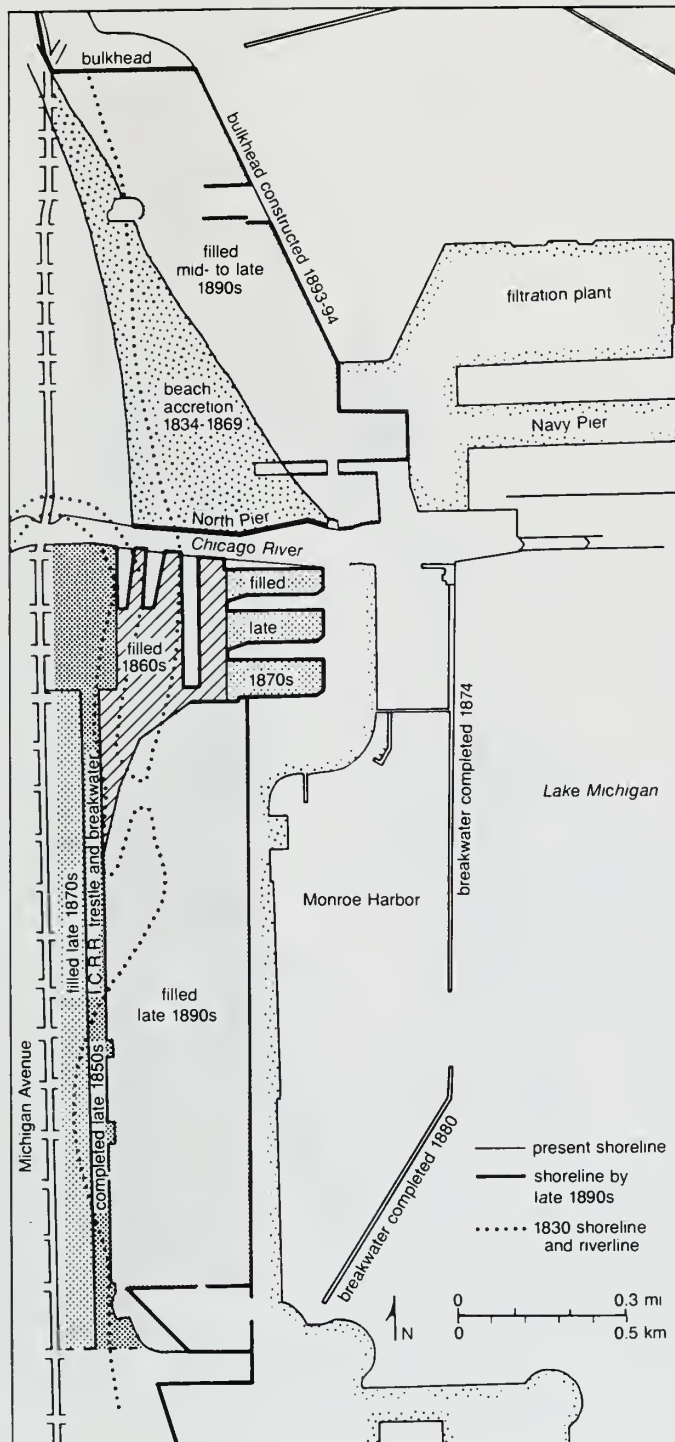 bulkhead
bulkhead constructed 1893-94
filled
mid- to late
1890s
filtration plant
beach
accretion
1834-1869
Navy Pier
North Pier
Chicago River
filled
late
1870s
filled
1860s
breakwater completed 1874
Lake Michigan
Monroe Harbor
filled late 1870s
I.C.R.R. trestle and breakwater
completed late 1850s
filled
late 1890s
Michigan Avenue
breakwater completed 1880
present shoreline
shoreline by
late 1890s
1830 shoreline
and riverline
N
0 0.3 mi
0 0.5 km